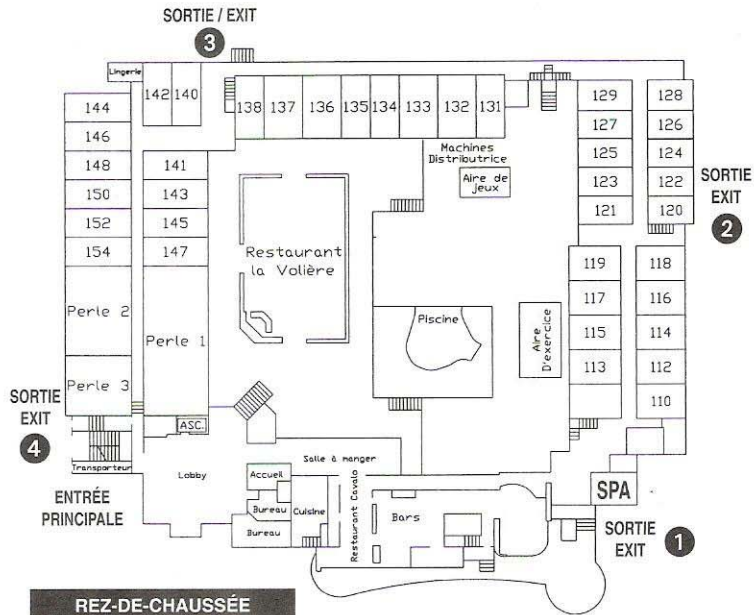 SORTIE / EXIT
3
Lingerie
142 140
144
146
148
150
152
154
141
143
145
147
138 137 136 135 134 133 132 131
Machines
Distributrice
Aire de
jeux
129
127
125
123
121
128
126
124
122
120
SORTIE
EXIT
2
Restaurant
la Volière
119
117
115
113
118
116
114
112
110
Perle 2
Perle 1
Perle 3
Piscine
Aire
D'exercice
SORTIE
EXIT
4
ASC.
Transporteur
ENTRÉE
PRINCIPALE
Lobby
Salle à manger
Accueil
Bureau
Bureau
Cuisine
Restaurant Cavalo
Bars
SPA
SORTIE
EXIT
1
REZ-DE-CHAUSSÉE